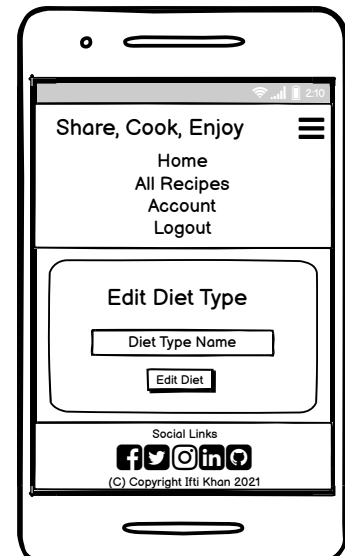 2:10
Share, Cook, Enjoy
Home
All Recipes
Account
Logout
Edit Diet Type
Diet Type Name
Edit Diet
Social Links
(C) Copyright Ifti Khan 2021